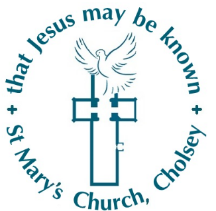 that Jesus may be known
St Mary's Church, Cholsey